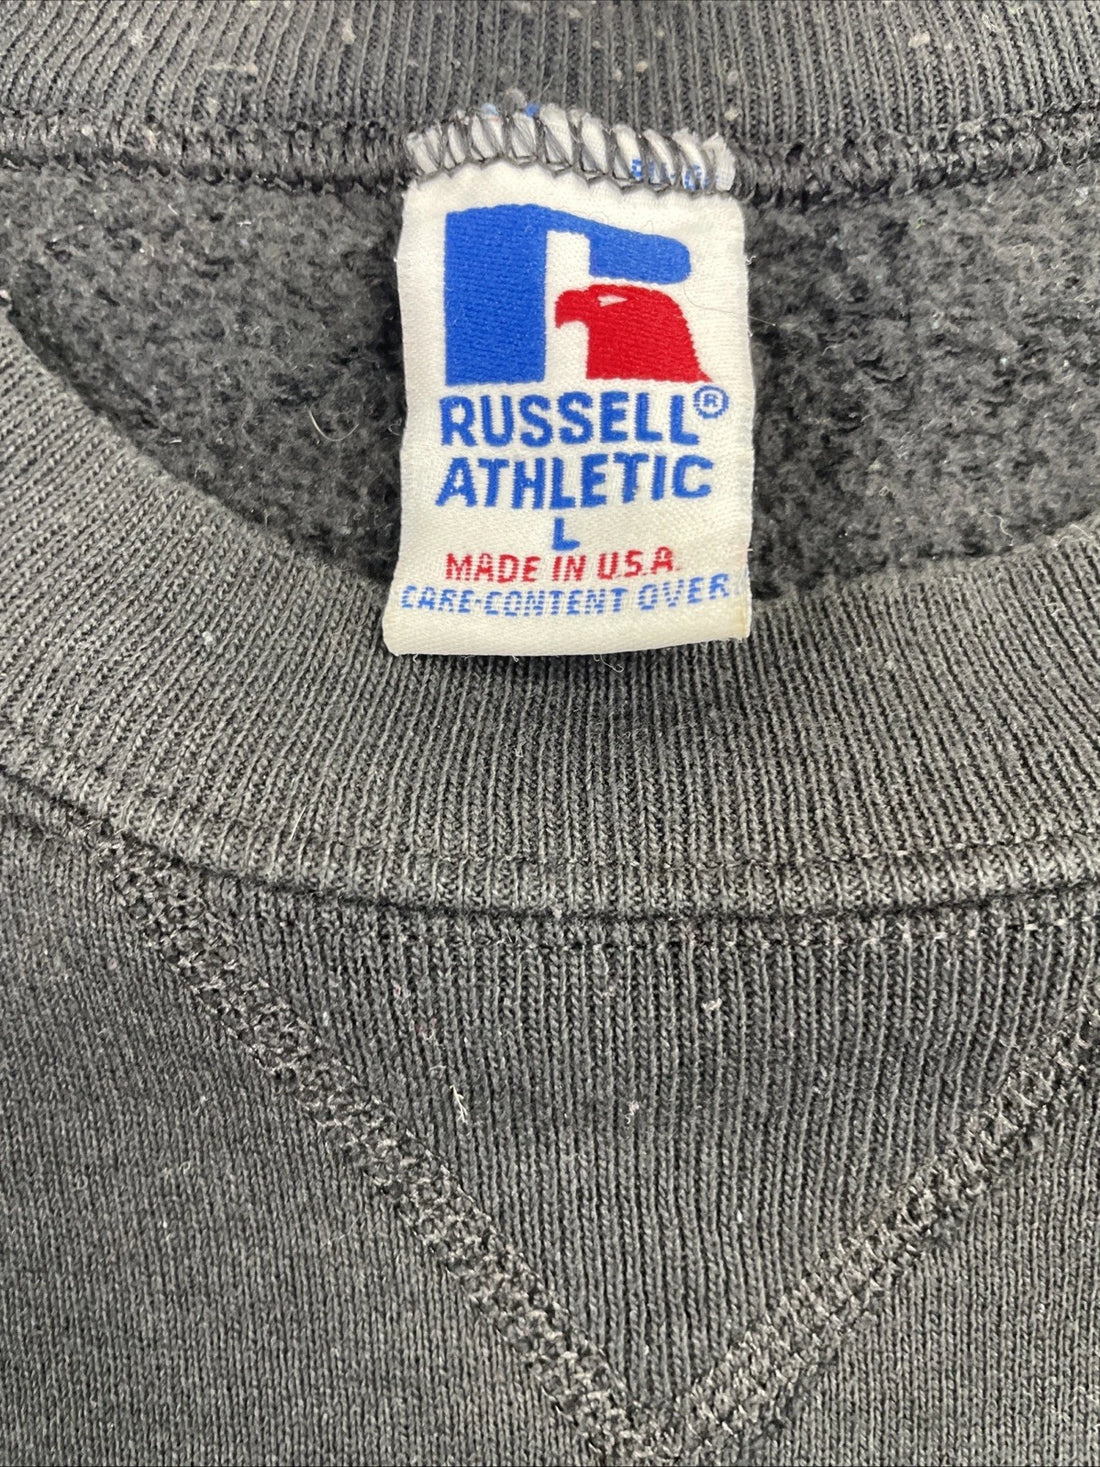 RUSSELL®
ATHLETIC
L
MADE IN U.S.A.
CARE-CONTENT OVER